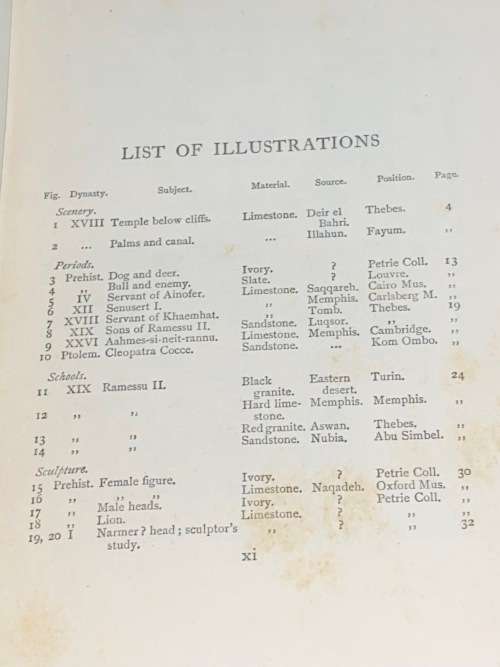 LIST OF ILLUSTRATIONS
Fig. Dynasty. Subject. Material. Source. Position. Page.
Scenery.
1 XVIII Temple below cliffs. Limestone. Deir el Thebes. 4
Bahri.
2 ... Palms and canal. ... Illahun. Fayum. ,,
Periods.
3 Prehist. Dog and deer. Ivory. ? Petrie Coll. 13
4 ,, Bull and enemy. Slate. ? Louvre. ,,
5 IV Servant of Ainofer. Limestone. Saqqareh. Cairo Mus. ,,
6 XII Senusert I. ,, Memphis. Carlsberg M. ,,
7 XVIII Servant of Khaemhat. ,, Tomb. Thebes. 19
8 XIX Sons of Ramessu II. Sandstone. Luqsor. ,, ,,
9 XXVI Aahmes-si-neit-rannu. Limestone. Memphis. Cambridge. ,,
10 Ptolem. Cleopatra Cocce. Sandstone. ... Kom Ombo. ,,
Schools.
11 XIX Ramessu II. Black Eastern Turin. 24
granite. desert.
12 ,, ,, Hard lime- Memphis. Memphis. ,,
stone.
13 ,, ,, Red granite. Aswan. Thebes. ,,
14 ,, ,, Sandstone. Nubia. Abu Simbel. ,,
Sculpture.
15 Prehist. Female figure. Ivory. ? Petrie Coll. 30
16 ,, ,, ,, Limestone. Naqadeh. Oxford Mus. ,,
17 ,, Male heads. Ivory. ? Petrie Coll. ,,
18 ,, Lion. Limestone. ? ,, ,,
19, 20 I Narmer? head; sculptor's ,, ? ,, 32
study.
xi